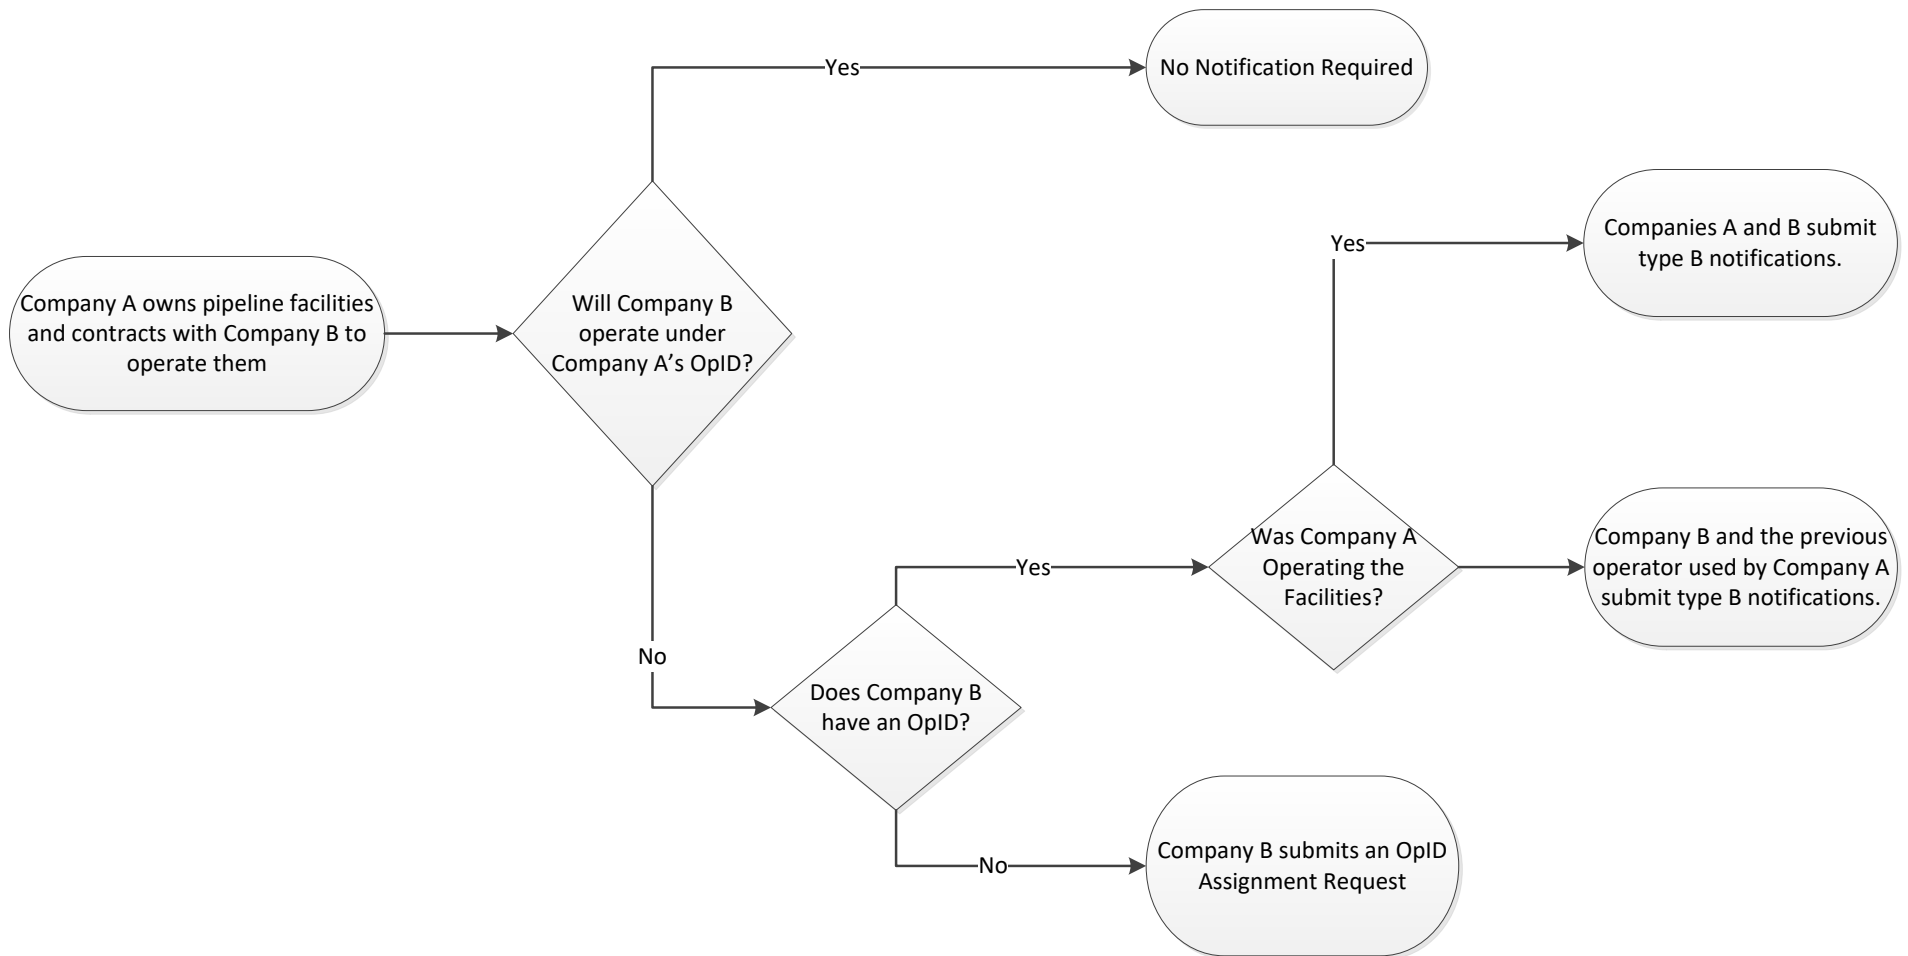 Yes
No Notification Required
Yes
Companies A and B submit
type B notifications.
Company A owns pipeline facilities
and contracts with Company B to
operate them
Will Company B
operate under
Company A’s OpID?
Was Company A
Operating the
Facilities?
Company B and the previous
operator used by Company A
submit type B notifications.
Yes
No
Does Company B
have an OpID?
No
Company B submits an OpID
Assignment Request